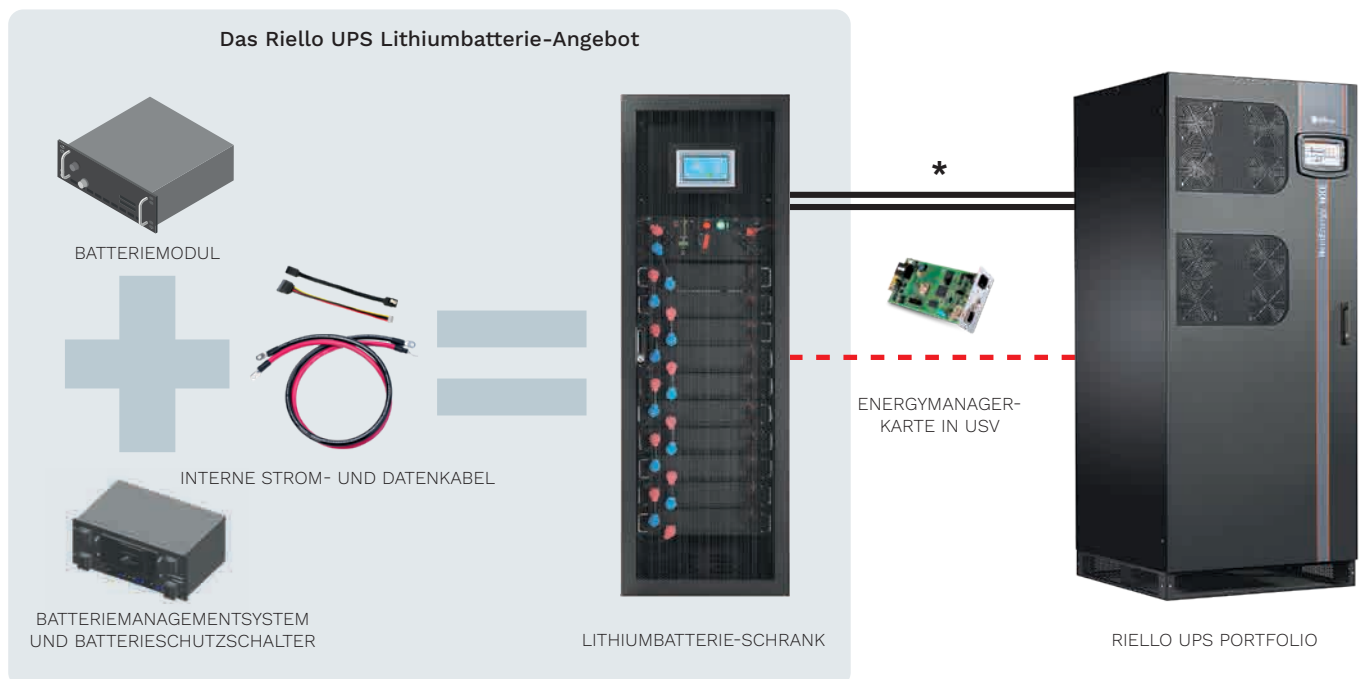 Das Riello UPS Lithiumbatterie-Angebot
BATTERIEMODUL
INTERNE STROM- UND DATENKABEL
BATTERIEMANAGEMENTSYSTEM
UND BATTERIESCHUTZSCHALTER
LITHIUMBATTERIE-SCHRANK
*
ENERGYMANAGER-
KARTE IN USV
RIELLO UPS PORTFOLIO